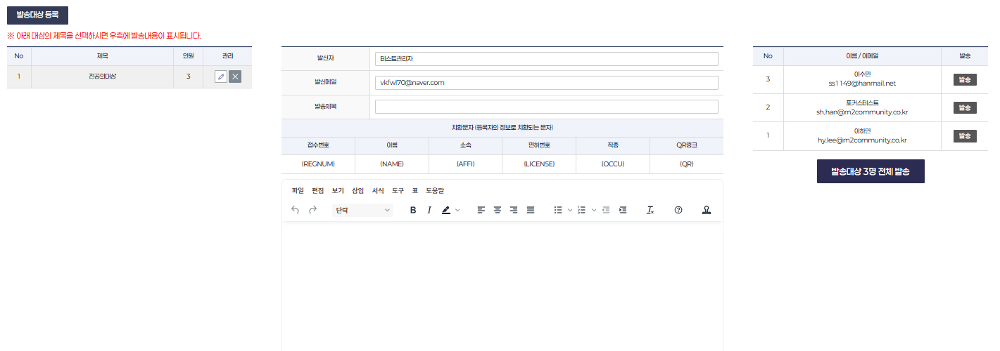 발송대상 등록
※ 아래 대상의 제목을 선택하시면 우측에 발송내용이 표시됩니다.
No 제목 인원 관리
1 전공의대상 3
발신자 테스트관리자
발신메일 vkfwl70@naver.com
발송제목
치환문자 (등록자의 정보로 치환되는 문자)
접수번호 이름 소속 면허번호 직종 QR링크
{REGNUM} {NAME} {AFFI} {LICENSE} {OCCU} {QR}
파일 편집 보기 삽입 서식 도구 표 도움말
단락
No 이름 / 이메일 발송
3 이수민 ss1149@hanmail.net 발송
2 포커스테스트 sh.han@m2community.co.kr 발송
1 이하민 hy.lee@m2community.co.kr 발송
발송대상 3명 전체 발송